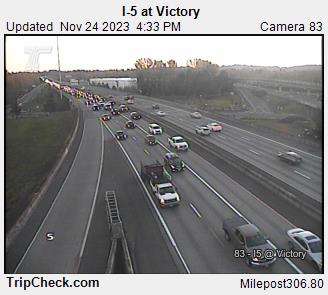 I-5 at Victory
Updated Nov 24 2023 4:33 PM Camera 83
T
S
83 - I5 @ Victory
TripCheck.com Milepost306.80